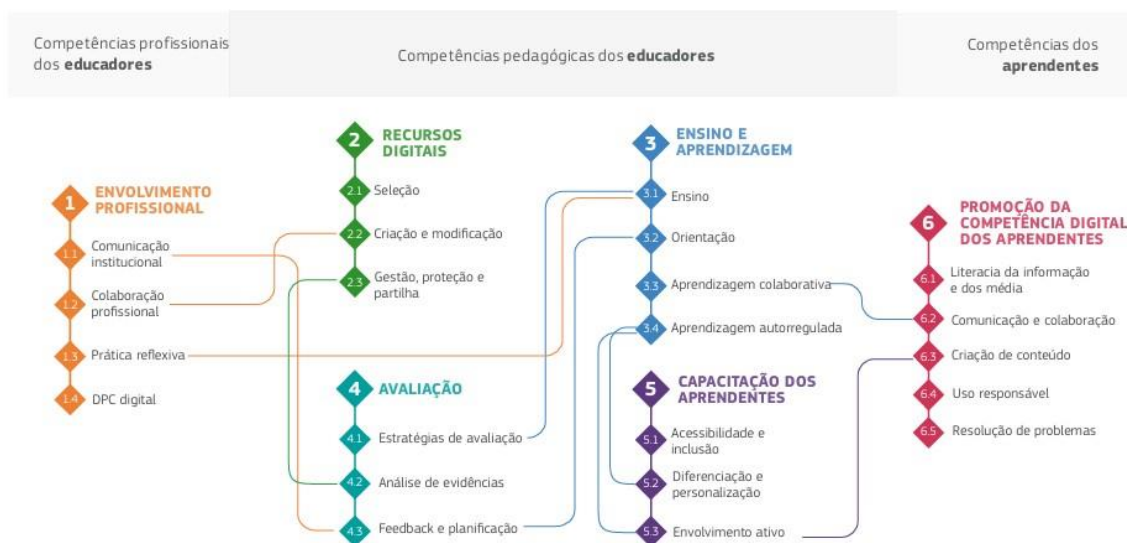 Competências profissionais
dos educadores
Competências pedagógicas dos educadores
Competências dos
aprendentes
1
ENVOLVIMENTO
PROFISSIONAL
1.1
Comunicação
institucional
1.2
Colaboração
profissional
1.3
Prática reflexiva
1.4
DPC digital
2
RECURSOS
DIGITAIS
2.1
Seleção
2.2
Criação e modificação
2.3
Gestão, proteção e
partilha
4
AVALIAÇÃO
4.1
Estratégias de avaliação
4.2
Análise de evidências
4.3
Feedback e planificação
3
ENSINO E
APRENDIZAGEM
3.1
Ensino
3.2
Orientação
3.3
Aprendizagem colaborativa
3.4
Aprendizagem autorregulada
5
CAPACITAÇÃO DOS
APRENDENTES
5.1
Acessibilidade e
inclusão
5.2
Diferenciação e
personalização
5.3
Envolvimento ativo
6
PROMOÇÃO DA
COMPETÊNCIA DIGITAL
DOS APRENDENTES
6.1
Literacia da informação
e dos média
6.2
Comunicação e colaboração
6.3
Criação de conteúdo
6.4
Uso responsável
6.5
Resolução de problemas